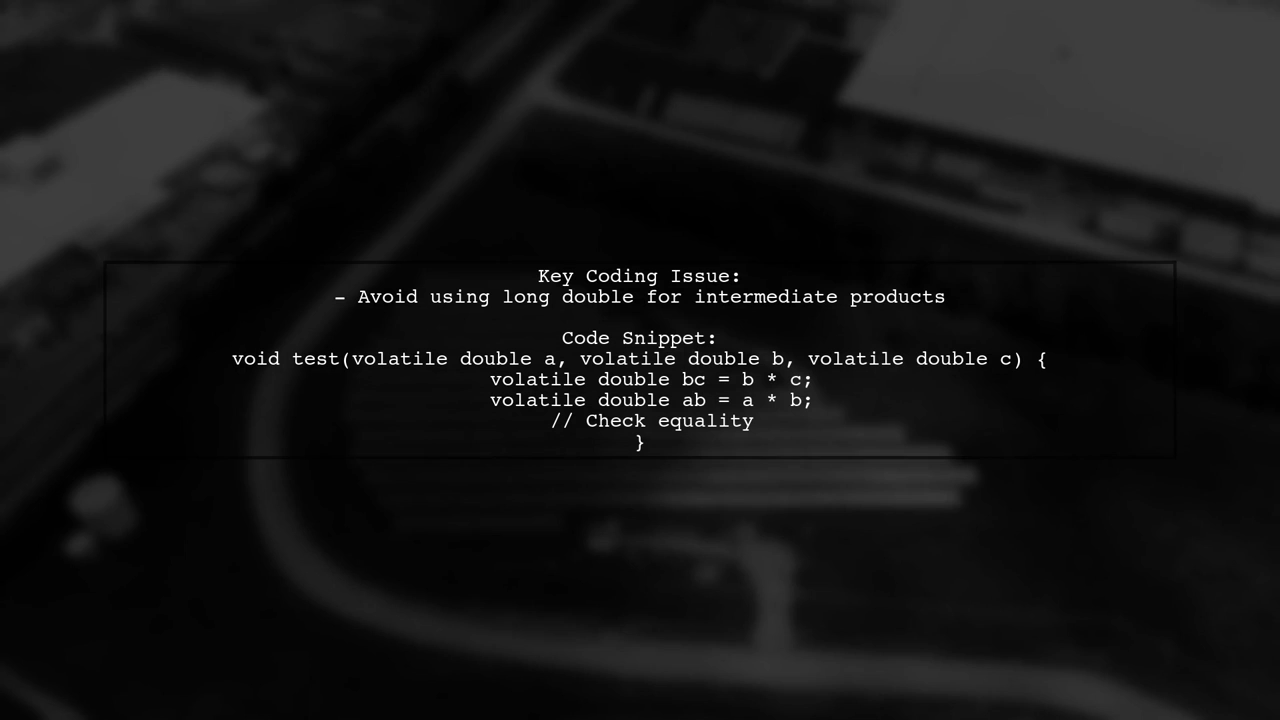 Key Coding Issue:
- Avoid using long double for intermediate products
Code Snippet:
void test(volatile double a, volatile double b, volatile double c) {
volatile double bc = b * c;
volatile double ab = a * b;
// Check equality
}